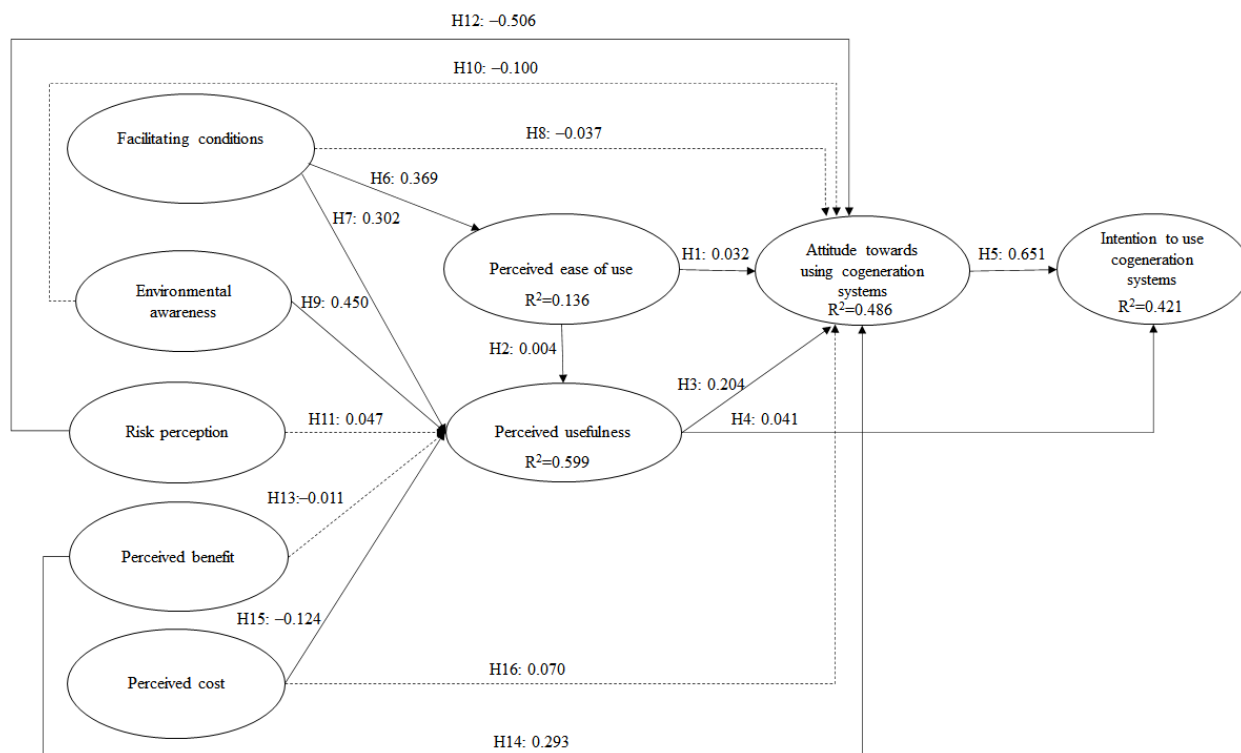 H12: −0.506
H10: −0.100
Facilitating conditions
H8: −0.037
H6: 0.369
H7: 0.302
Perceived ease of use
R²=0.136
H1: 0.032
Attitude towards
using cogeneration
systems
R²=0.486
H5: 0.651
Intention to use
cogeneration
systems
R²=0.421
Environmental
awareness
H9: 0.450
H2: 0.004
H3: 0.204
H4: 0.041
Risk perception
H11: 0.047
Perceived usefulness
R²=0.599
H13:−0.011
Perceived benefit
H15: −0.124
Perceived cost
H16: 0.070
H14: 0.293